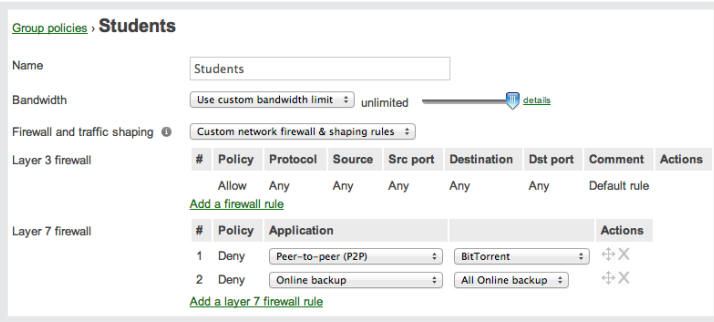 Group policies › Students
Name Students
Bandwidth Use custom bandwidth limit unlimited details
Firewall and traffic shaping i Custom network firewall & shaping rules
Layer 3 firewall # Policy Protocol Source Src port Destination Dst port Comment Actions
Allow Any Any Any Any Any Default rule
Add a firewall rule
Layer 7 firewall # Policy Application Actions
1 Deny Peer-to-peer (P2P) BitTorrent X
2 Deny Online backup All Online backup X
Add a layer 7 firewall rule